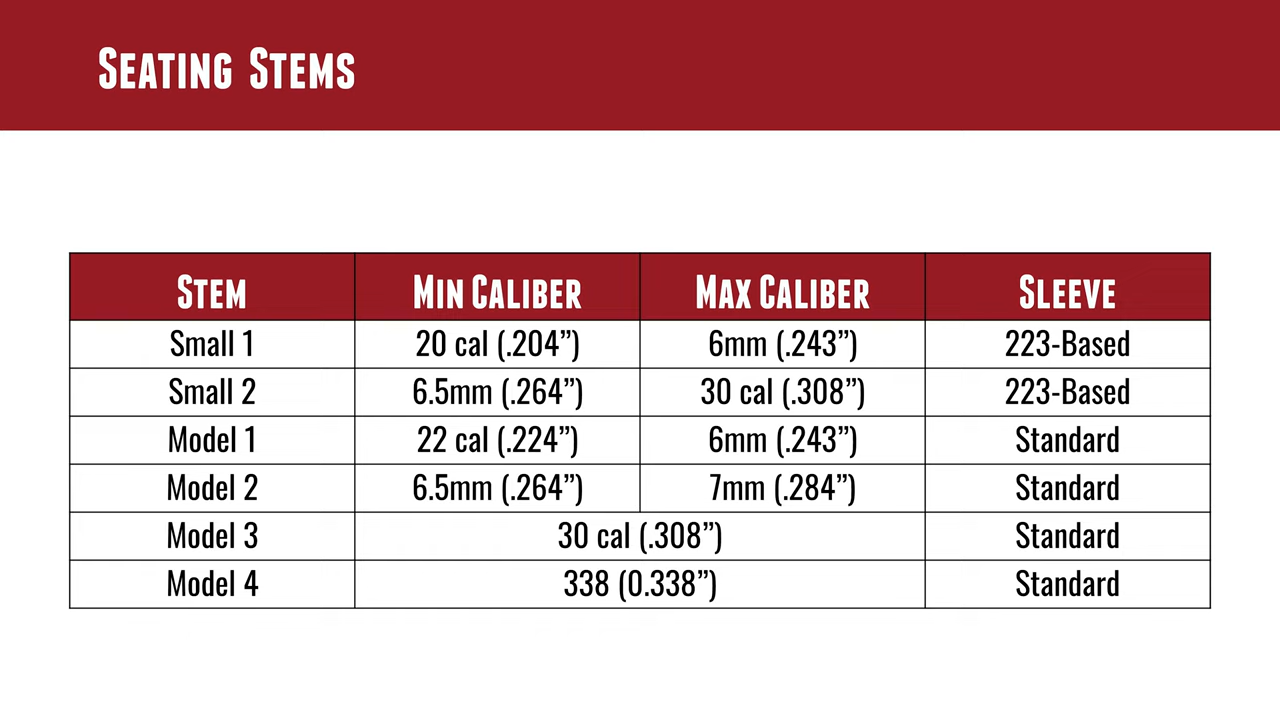 Seating Stems
Stem Min Caliber Max Caliber Sleeve
Small 1 20 cal (.204”) 6mm (.243”) 223-Based
Small 2 6.5mm (.264”) 30 cal (.308”) 223-Based
Model 1 22 cal (.224”) 6mm (.243”) Standard
Model 2 6.5mm (.264”) 7mm (.284”) Standard
Model 3 30 cal (.308”) Standard
Model 4 338 (0.338”) Standard